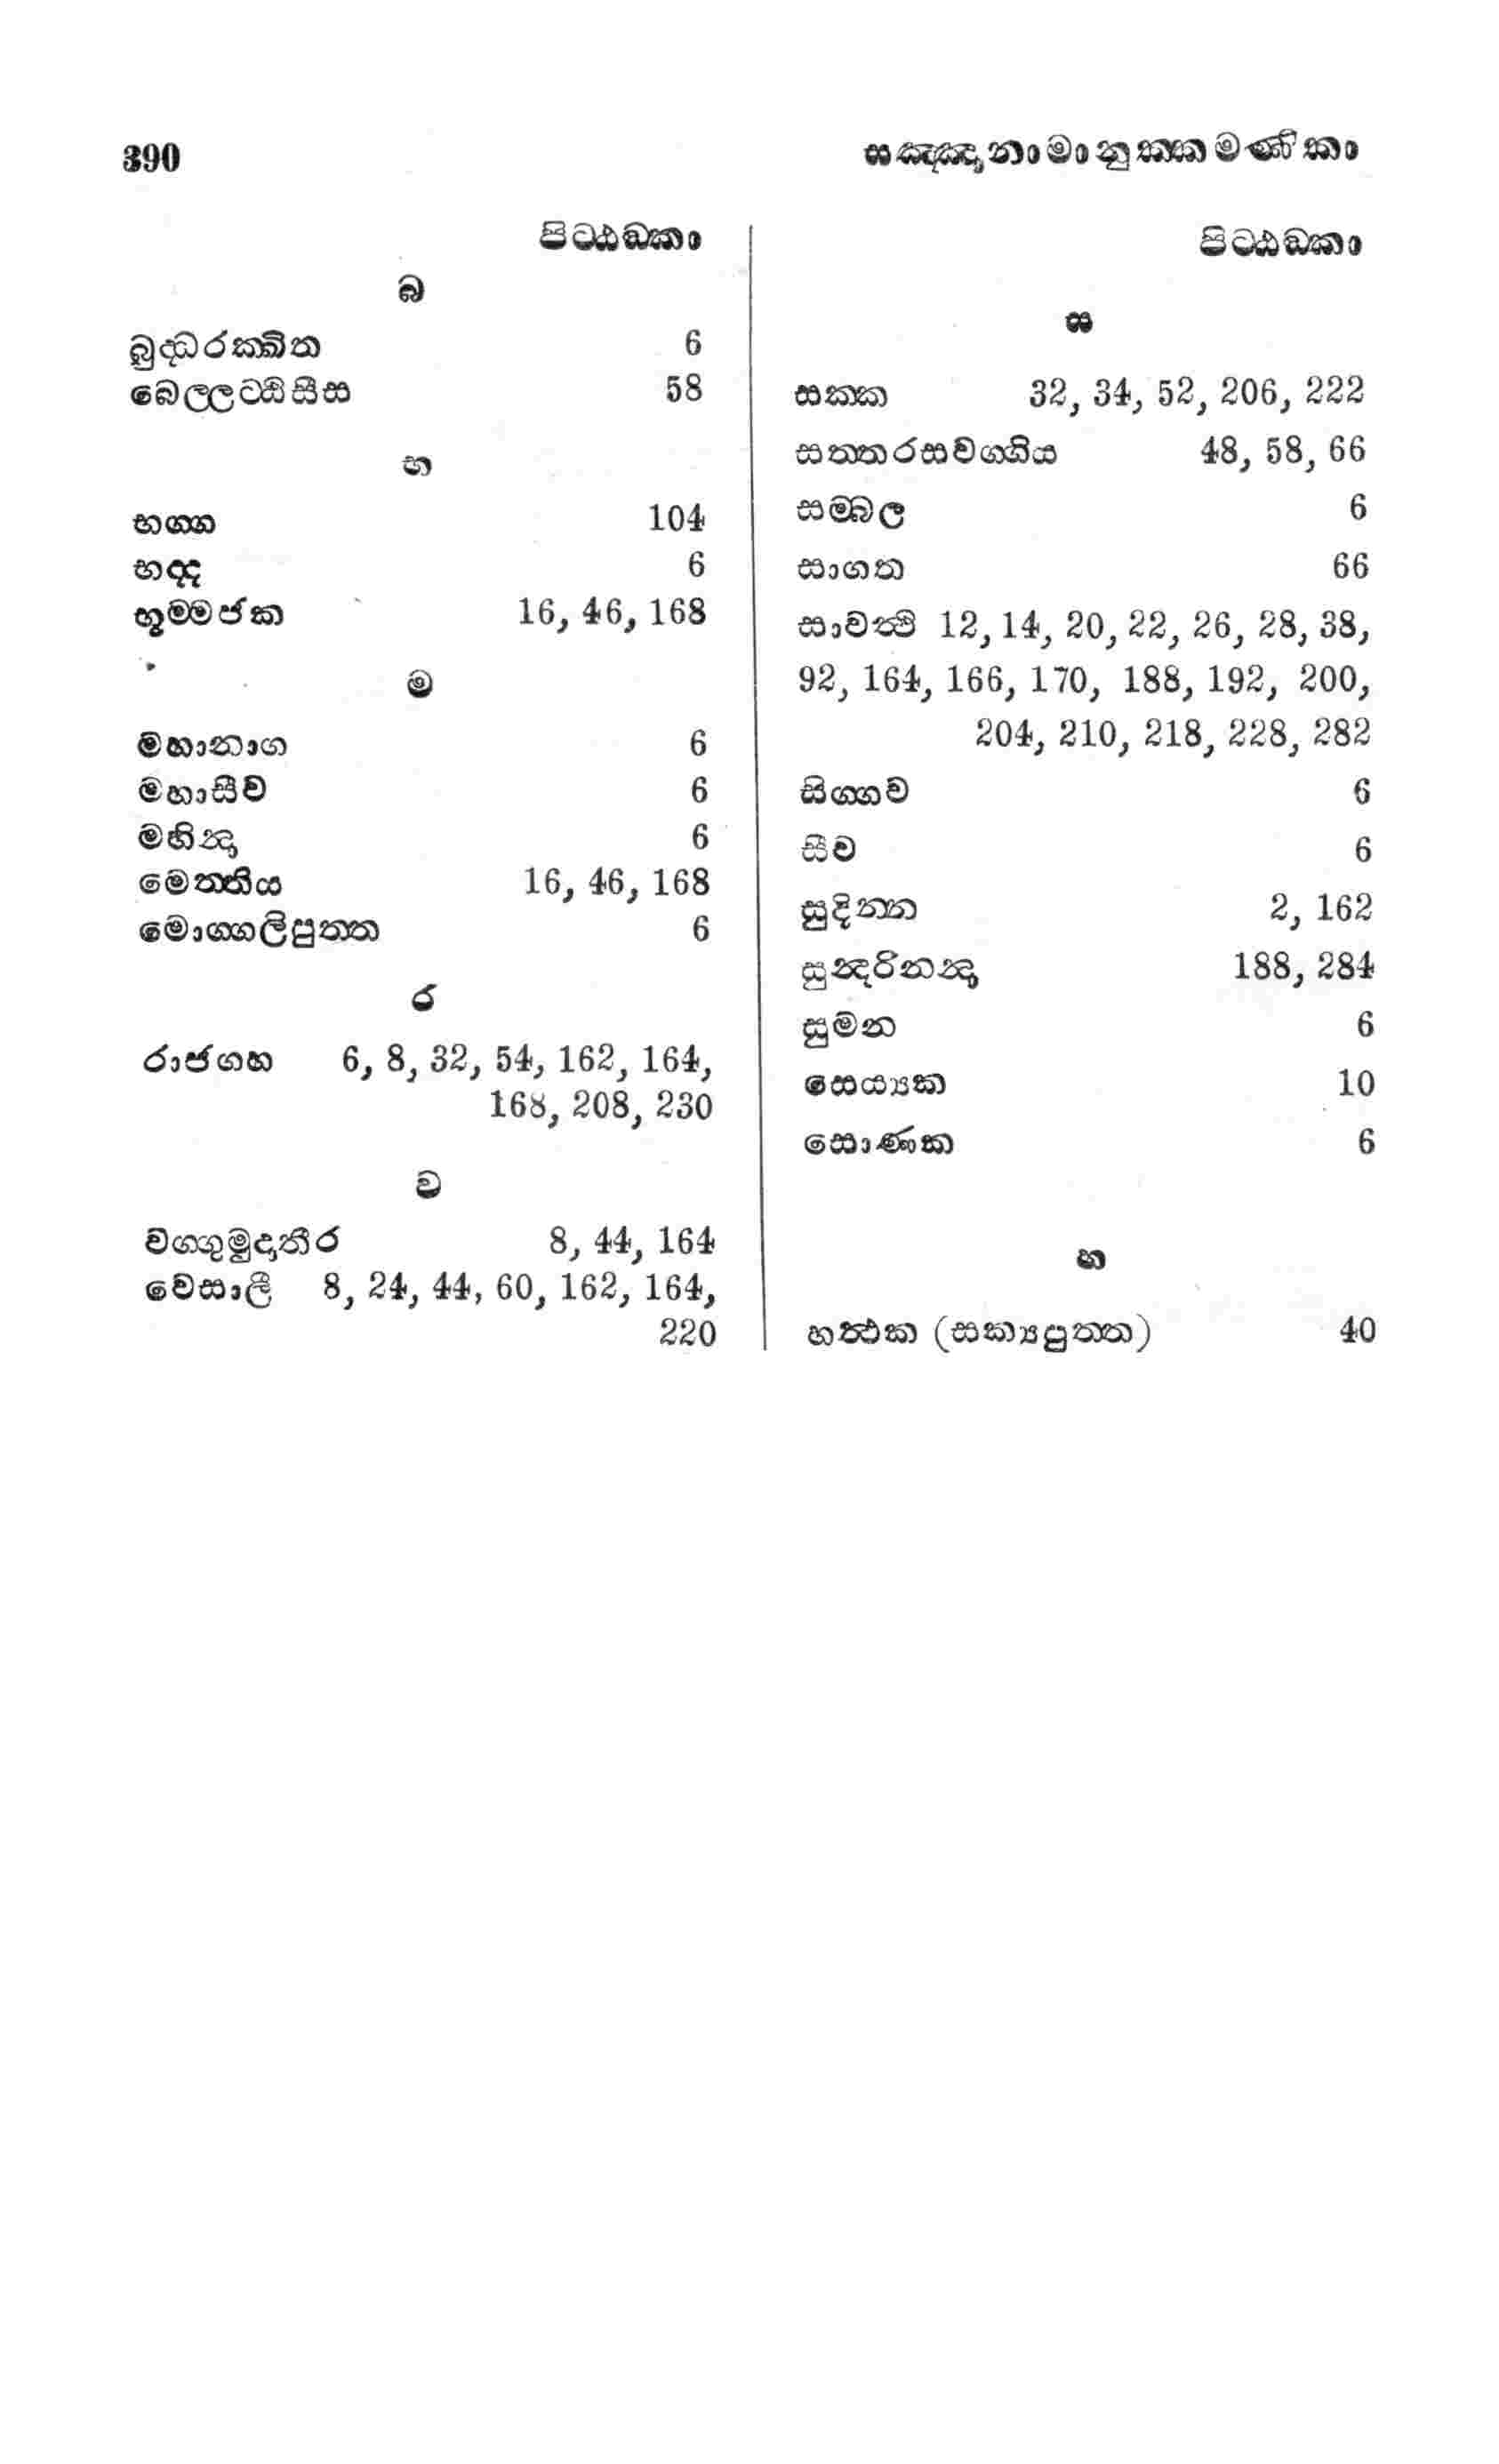 390 සඤ්ඤානාමානුක්කමණිකා
පිට්ඨඞ්කා
බ
බුද්ධරක්ඛිත 6
බෙල්ලට්ඨිසීස 58
භ
භග්ග 104
භද්ද 6
භුම්මජක 16, 46, 168
ම
මහානාග 6
මහාසීව 6
මහින්ද 6
මෙත්තිය 16, 46, 168
මොග්ගලිපුත්ත 6
ර
රාජගහ 6, 8, 32, 54, 162, 164,
168, 208, 230
ව
වග්ගුමුදාතීර 8, 44, 164
වෙසාලී 8, 24, 44, 60, 162, 164,
220
පිට්ඨඞ්කා
ස
සක්ක 32, 34, 52, 206, 222
සත්තරසවග්ගිය 48, 58, 66
සම්බල 6
සාගත 66
සාවත්ථි 12, 14, 20, 22, 26, 28, 38,
92, 164, 166, 170, 188, 192, 200,
204, 210, 218, 228, 282
සිග්ගව 6
සීව 6
සුදින්න 2, 162
සුන්දරිනන්දා 188, 284
සුමන 6
සෙය්‍යක 10
සොණක 6
හ
හත්ථක (සක්‍යපුත්ත) 40